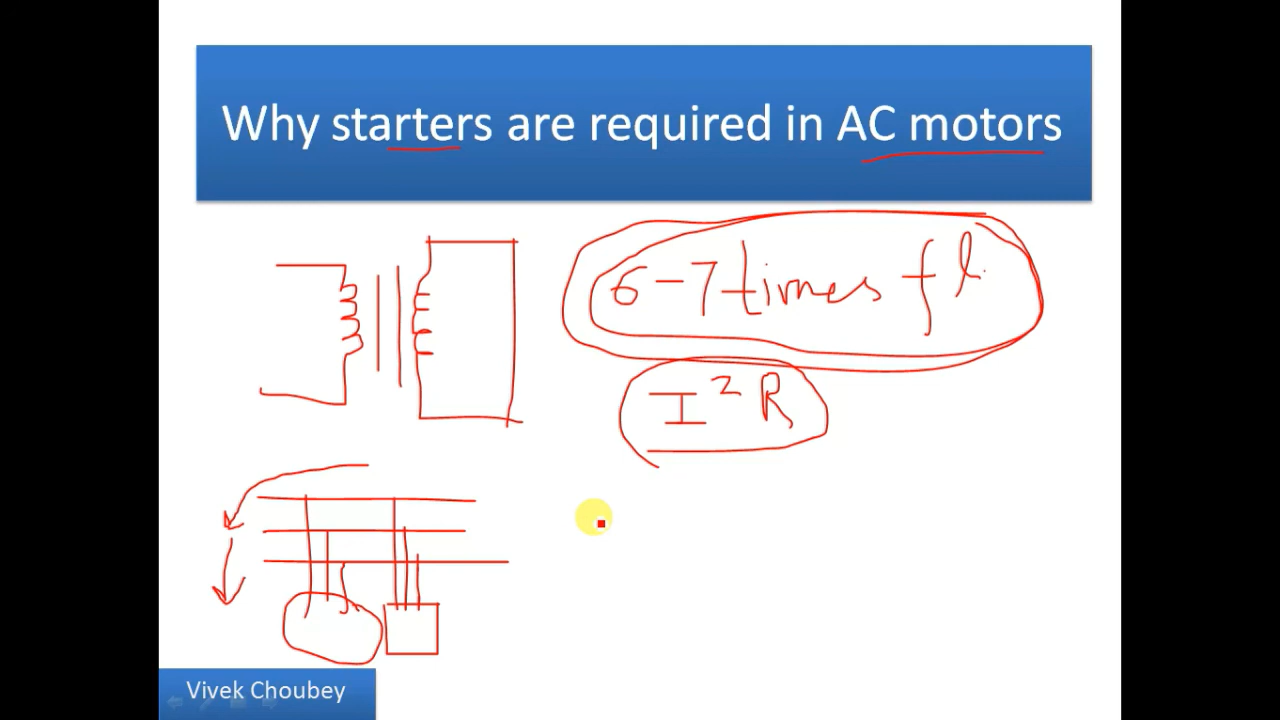 Why starters are required in AC motors
6-7 times f l
I²R
Vivek Choubey